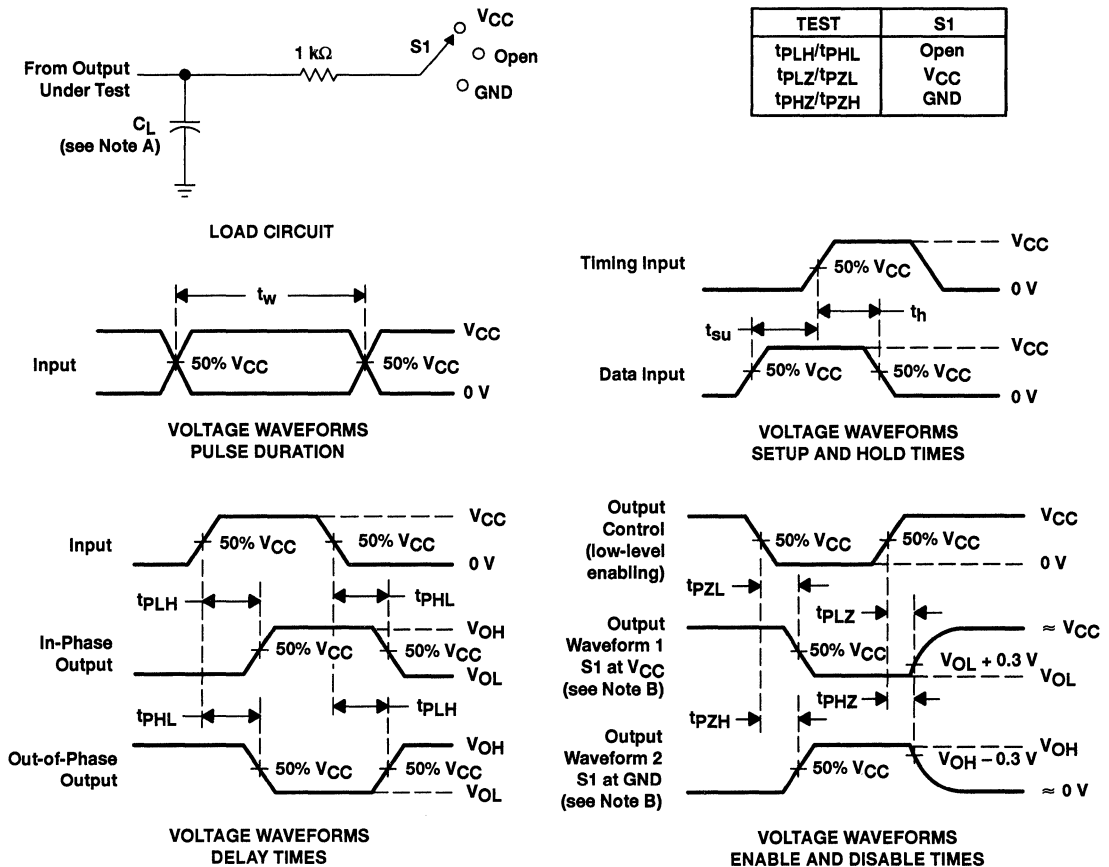 VCC
S1
1 kΩ
Open
From Output
Under Test
GND
CL
(see Note A)
LOAD CIRCUIT
TEST S1
tPLH/tPHL Open
tPLZ/tPZL VCC
tPHZ/tPZH GND
tw
VCC
Input
50% VCC 50% VCC
0 V
VOLTAGE WAVEFORMS
PULSE DURATION
VCC
Timing Input
50% VCC
0 V
th
tsu
VCC
Data Input
50% VCC 50% VCC
0 V
VOLTAGE WAVEFORMS
SETUP AND HOLD TIMES
VCC
Input
50% VCC 50% VCC
0 V
tPLH tPHL
VOH
In-Phase
Output
50% VCC 50% VCC
VOL
tPHL tPLH
VOH
Out-of-Phase
Output
50% VCC 50% VCC
VOL
VOLTAGE WAVEFORMS
DELAY TIMES
Output
Control
(low-level
enabling)
VCC
50% VCC 50% VCC
0 V
tPZL tPLZ
Output
Waveform 1
S1 at VCC
(see Note B)
≈ VCC
50% VCC
VOL + 0.3 V
VOL
tPZH tPHZ
Output
Waveform 2
S1 at GND
(see Note B)
VOH
VOH − 0.3 V
50% VCC
≈ 0 V
VOLTAGE WAVEFORMS
ENABLE AND DISABLE TIMES